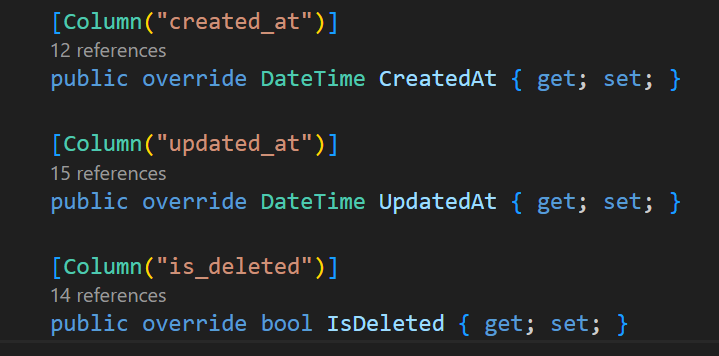 [Column("created_at")]
12 references
public override DateTime CreatedAt { get; set; }
[Column("updated_at")]
15 references
public override DateTime UpdatedAt { get; set; }
[Column("is_deleted")]
14 references
public override bool IsDeleted { get; set; }